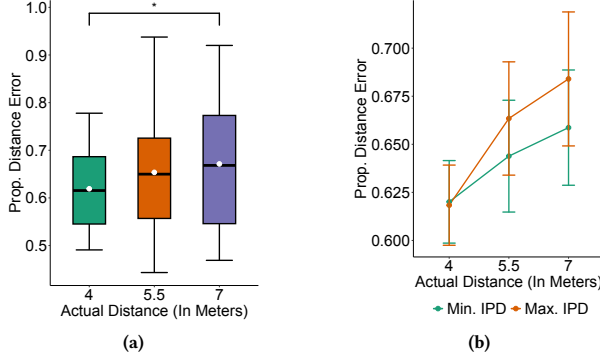 *
1.0
0.9
0.8
0.7
0.6
0.5
Prop. Distance Error
4 5.5 7
Actual Distance (In Meters)
(a)
0.700
0.675
0.650
0.625
0.600
Prop. Distance Error
4 5.5 7
Actual Distance (In Meters)
Min. IPD Max. IPD
(b)